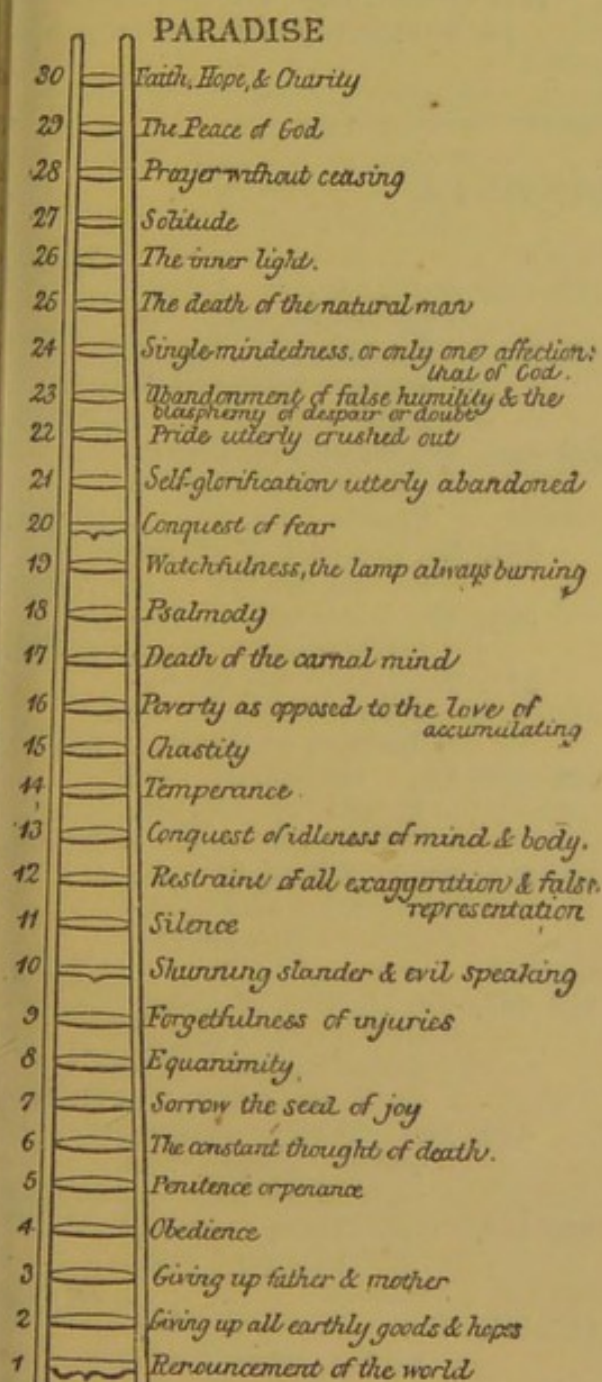 PARADISE
30 Faith, Hope, & Charity
29 The Peace of God
28 Prayer without ceasing
27 Solitude
26 The inner light.
25 The death of the natural man
24 Single mindedness, or only one affection:
that of God.
23 Abandonment of false humility & the
blasphemy of despair or doubt
22 Pride utterly crushed out
21 Self-glorification utterly abandoned
20 Conquest of fear
19 Watchfulness, the lamp always burning
18 Psalmody
17 Death of the carnal mind
16 Poverty as opposed to the love of
accumulating
15 Chastity
14 Temperance.
13 Conquest of idleness of mind & body.
12 Restraint of all exaggeration & false
representation
11 Silence
10 Shunning slander & evil speaking
9 Forgetfulness of injuries
8 Equanimity
7 Sorrow the seed of joy
6 The constant thought of death.
5 Penitence or penance
4 Obedience
3 Giving up father & mother
2 Giving up all earthly goods & hopes
1 Renouncement of the world